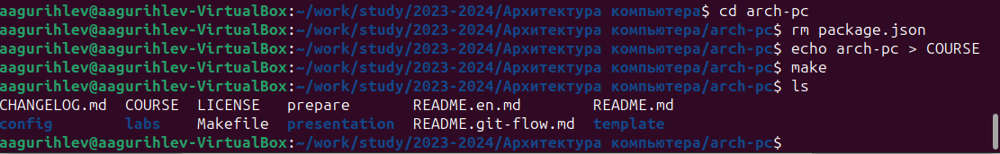 aagurihlev@aagurihlev-VirtualBox:~/work/study/2023-2024/Архитектура компьютера$ cd arch-pc
aagurihlev@aagurihlev-VirtualBox:~/work/study/2023-2024/Архитектура компьютера/arch-pc$ rm package.json
aagurihlev@aagurihlev-VirtualBox:~/work/study/2023-2024/Архитектура компьютера/arch-pc$ echo arch-pc > COURSE
aagurihlev@aagurihlev-VirtualBox:~/work/study/2023-2024/Архитектура компьютера/arch-pc$ make
aagurihlev@aagurihlev-VirtualBox:~/work/study/2023-2024/Архитектура компьютера/arch-pc$ ls
CHANGELOG.md  COURSE  LICENSE   prepare       README.en.md        README.md
config        labs    Makefile  presentation  README.git-flow.md  template
aagurihlev@aagurihlev-VirtualBox:~/work/study/2023-2024/Архитектура компьютера/arch-pc$